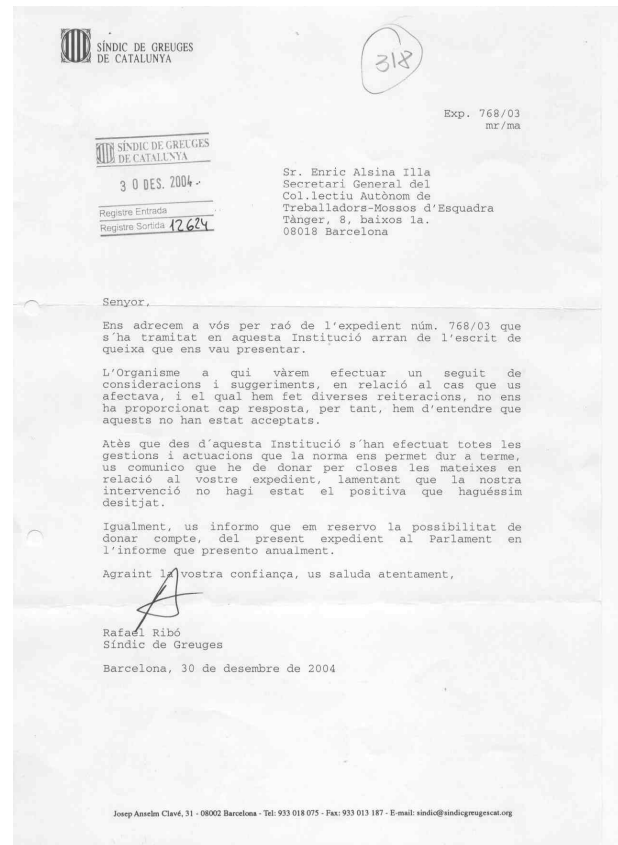 SÍNDIC DE GREUGES
DE CATALUNYA
318
Exp. 768/03
mr/ma
SÍNDIC DE GREUGES
DE CATALUNYA
3 0 DES. 2004
Registre Entrada
Registre Sortida 12624
Sr. Enric Alsina Illa
Secretari General del
Col.lectiu Autònom de
Treballadors-Mossos d'Esquadra
Tànger, 8, baixos 1a.
08018 Barcelona
Senyor,
Ens adrecem a vós per raó de l'expedient núm. 768/03 que
s´ha tramitat en aquesta Institució arran de l'escrit de
queixa que ens vau presentar.
L'Organisme a qui vàrem efectuar un seguit de
consideracions i suggeriments, en relació al cas que us
afectava, i el qual hem fet diverses reiteracions, no ens
ha proporcionat cap resposta, per tant, hem d'entendre que
aquests no han estat acceptats.
Atès que des d´aquesta Institució s´han efectuat totes les
gestions i actuacions que la norma ens permet dur a terme,
us comunico que he de donar per closes les mateixes en
relació al vostre expedient, lamentant que la nostra
intervenció no hagi estat el positiva que haguéssim
desitjat.
Igualment, us informo que em reservo la possibilitat de
donar compte, del present expedient al Parlament en
l'informe que presento anualment.
Agraint la vostra confiança, us saluda atentament,
Rafael Ribó
Síndic de Greuges
Barcelona, 30 de desembre de 2004
Josep Anselm Clavé, 31 - 08002 Barcelona - Tel: 933 018 075 - Fax: 933 013 187 - E-mail: sindic@sindicgreugescat.org